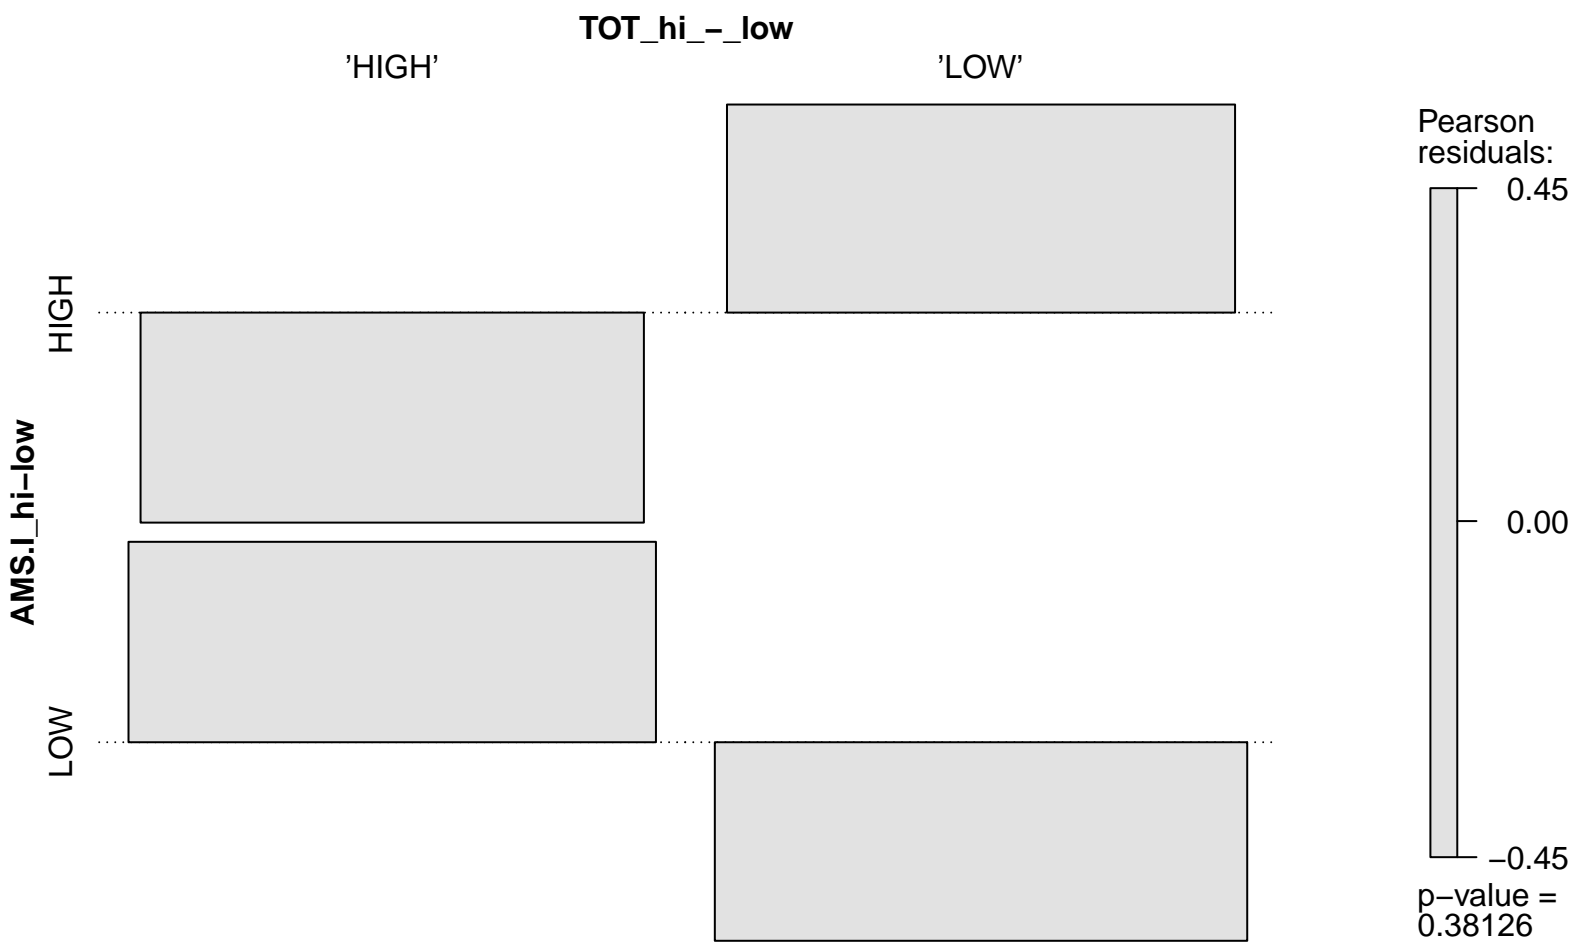 TOT_hi_−_low
’HIGH’
’LOW’
Pearson
residuals:
0.45
HIGH
AMS.I_hi−low
0.00
LOW
−0.45
p−value =
0.38126